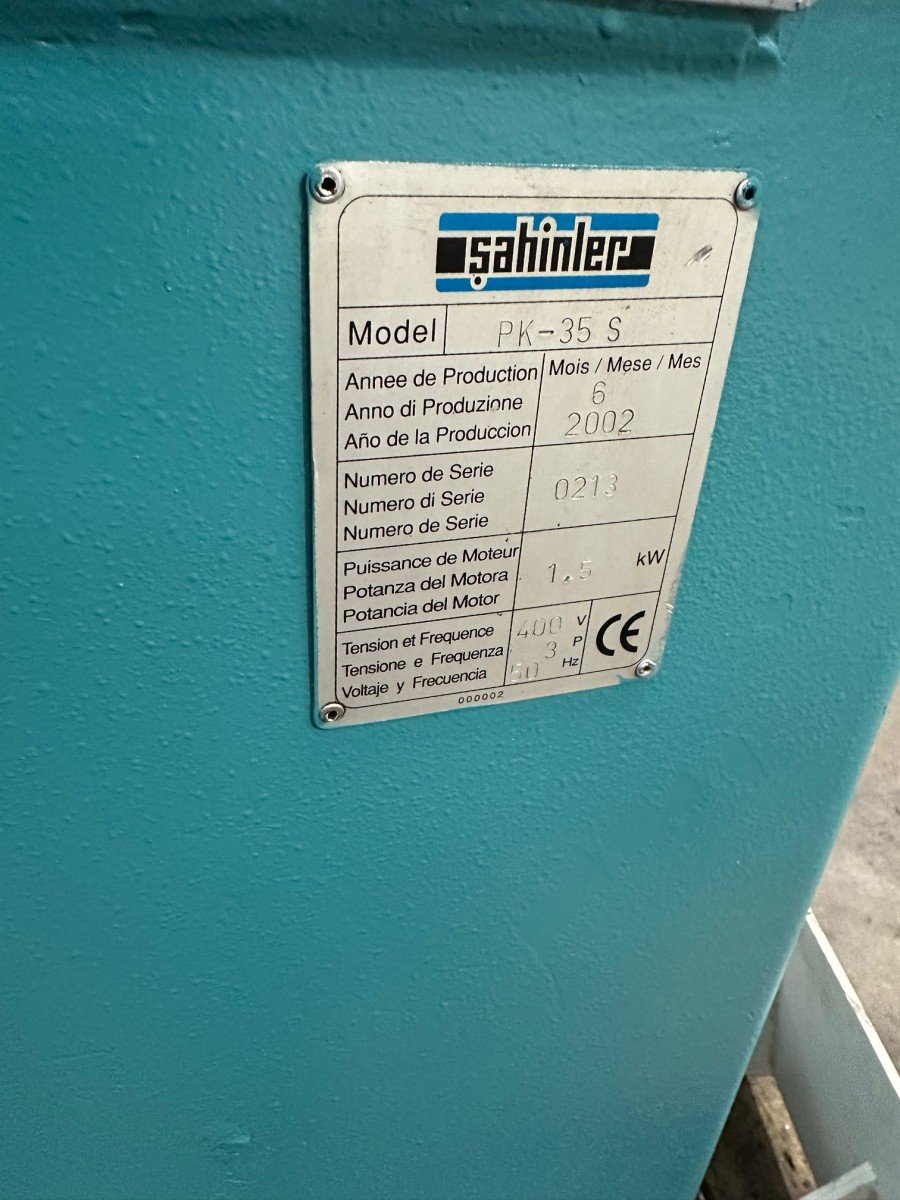 şahinler
Model PK-35 S
Annee de Production
Anno di Produzione
Año de la Produccion
Mois / Mese / Mes
6
2002
Numero de Serie
Numero di Serie
Numero de Serie
0213
Puissance de Moteur
Potanza del Motora
Potancia del Motor
1.5 kW
Tension et Frequence
Tensione e Frequenza
Voltaje y Frecuencia
400 V
3 P
50 Hz
CE
000002